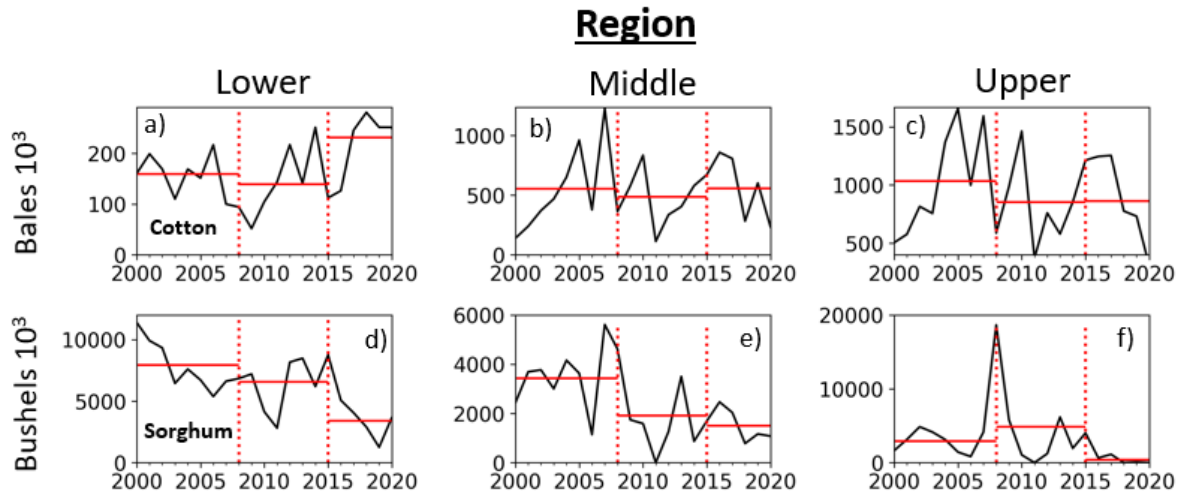 Region
Lower Middle Upper
Bales 10³
a) b) c)
200 1000 1500
100 500 1000
0 0 500
Cotton
2000 2005 2010 2015 2020 2000 2005 2010 2015 2020 2000 2005 2010 2015 2020
Bushels 10³
d) e) f)
10000 6000 20000
5000 4000 10000
0 2000 0
0
Sorghum
2000 2005 2010 2015 2020 2000 2005 2010 2015 2020 2000 2005 2010 2015 2020